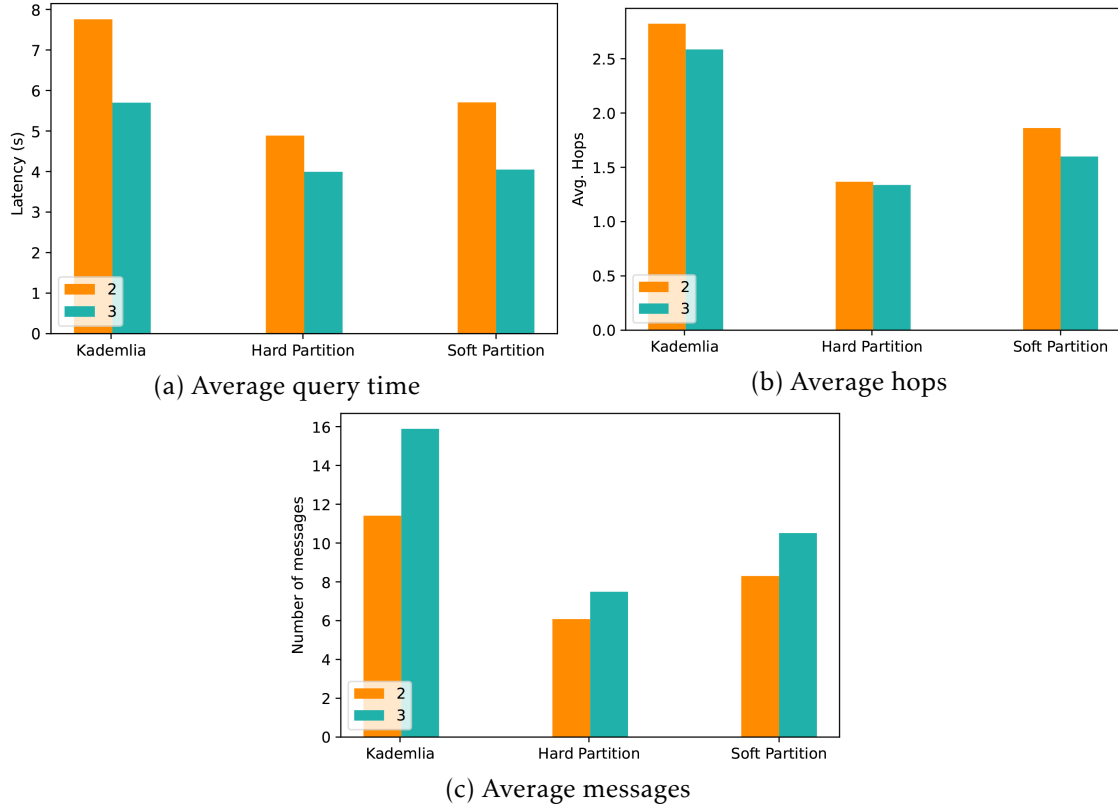 8
7
6
5
4
3
2
1
0
Latency (s)
2
3
Kademlia
Hard Partition
Soft Partition
(a) Average query time
2.5
2.0
1.5
1.0
0.5
0.0
Avg. Hops
2
3
Kademlia
Hard Partition
Soft Partition
(b) Average hops
16
14
12
10
8
6
4
2
0
Number of messages
2
3
Kademlia
Hard Partition
Soft Partition
(c) Average messages